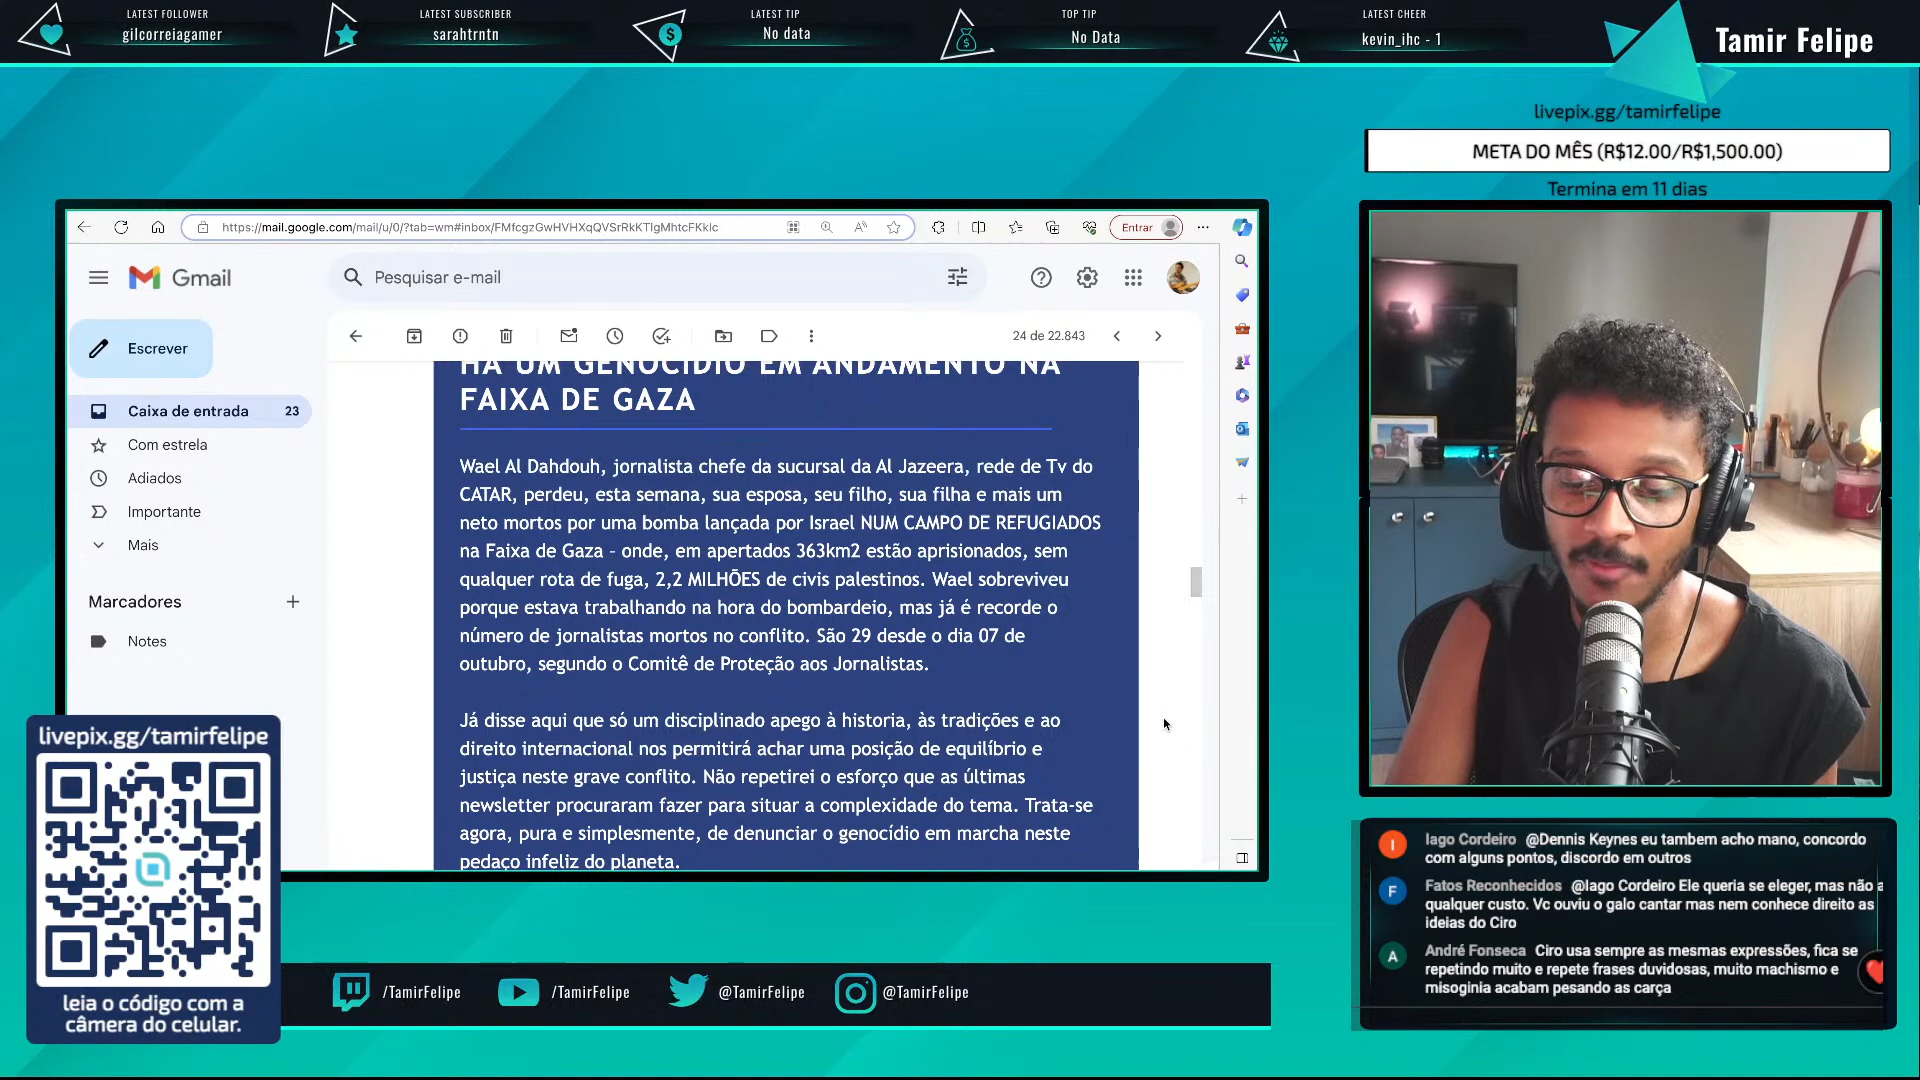 LATEST FOLLOWER
gilcorreiagamer
LATEST SUBSCRIBER
sarahtrntn
LATEST TIP
No data
TOP TIP
No Data
LATEST CHEER
kevin_ihc - 1
Tamir Felipe
livepix.gg/tamirfelipe
META DO MÊS (R$12.00/R$1,500.00)
Termina em 11 dias
https://mail.google.com/mail/u/0/?tab=wm#inbox/FMfcgzGwHVHXqQVSrRkKTlgMhtcFKklc
Entrar
Gmail
Pesquisar e-mail
24 de 22.843
Escrever
Caixa de entrada 23
Com estrela
Adiados
Importante
Mais
Marcadores
Notes
HÁ UM GENOCÍDIO EM ANDAMENTO NA
FAIXA DE GAZA
Wael Al Dahdouh, jornalista chefe da sucursal da Al Jazeera, rede de Tv do
CATAR, perdeu, esta semana, sua esposa, seu filho, sua filha e mais um
neto mortos por uma bomba lançada por Israel NUM CAMPO DE REFUGIADOS
na Faixa de Gaza – onde, em apertados 363km2 estão aprisionados, sem
qualquer rota de fuga, 2,2 MILHÕES de civis palestinos. Wael sobreviveu
porque estava trabalhando na hora do bombardeio, mas já é recorde o
número de jornalistas mortos no conflito. São 29 desde o dia 07 de
outubro, segundo o Comitê de Proteção aos Jornalistas.
Já disse aqui que só um disciplinado apego à historia, às tradições e ao
direito internacional nos permitirá achar uma posição de equilíbrio e
justiça neste grave conflito. Não repetirei o esforço que as últimas
newsletter procuraram fazer para situar a complexidade do tema. Trata-se
agora, pura e simplesmente, de denunciar o genocídio em marcha neste
pedaço infeliz do planeta.
livepix.gg/tamirfelipe
leia o código com a
câmera do celular.
/TamirFelipe
/TamirFelipe
@TamirFelipe
@TamirFelipe
I
Iago Cordeiro @Dennis Keynes eu tambem acho mano, concordo
com alguns pontos, discordo em outros
F
Fatos Reconhecidos @Iago Cordeiro Ele queria se eleger, mas não a
qualquer custo. Vc ouviu o galo cantar mas nem conhece direito as
ideias do Ciro
A
André Fonseca Ciro usa sempre as mesmas expressões, fica se
repetindo muito e repete frases duvidosas, muito machismo e
misoginia acabam pesando as carça